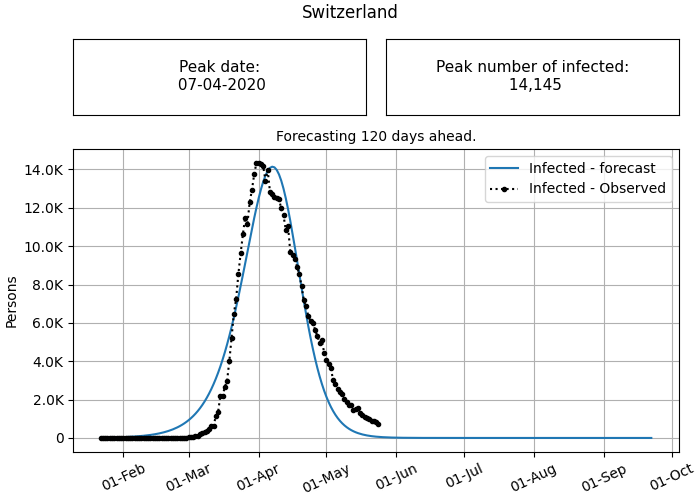 Switzerland
Peak date:
07-04-2020
Peak number of infected:
14,145
Forecasting 120 days ahead.
Infected - forecast
Infected - Observed
14.0K
12.0K
10.0K
8.0K
6.0K
4.0K
2.0K
0
Persons
01-Feb
01-Mar
01-Apr
01-May
01-Jun
01-Jul
01-Aug
01-Sep
01-Oct